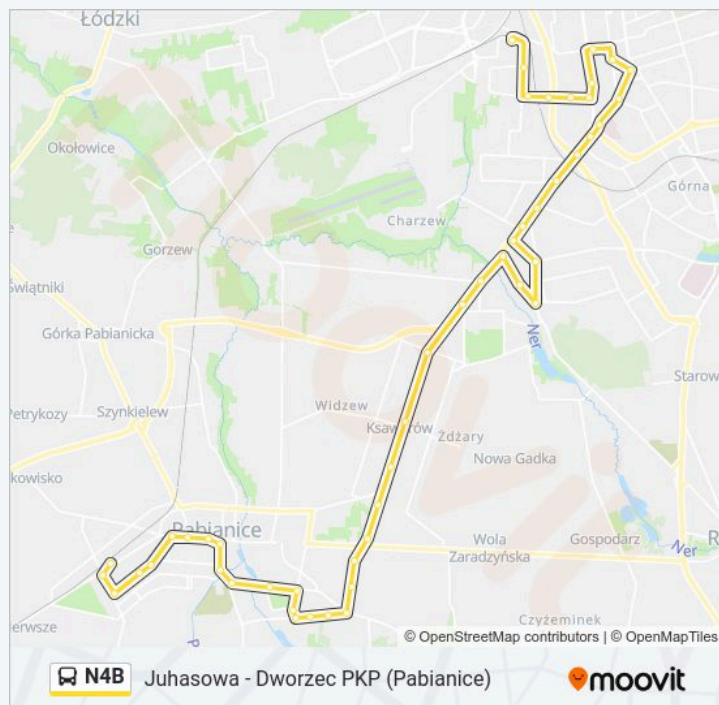 Łódzki
Okołowice
Górna
Charzew
Gorzew
Świątniki
Ner
Górka Pabianicka
Starow
Widzew
Petrykozy
Szynkielew
Ksawerów
Żdżary
kowisko
Nowa Gadka
Pabianice
Wola
Zaradzyńska
Gospodarz
R
Ner
erwsze
P
Czyżeminek
© OpenStreetMap contributors | © OpenMapTiles
N4B Juhasowa - Dworzec PKP (Pabianice) moovit